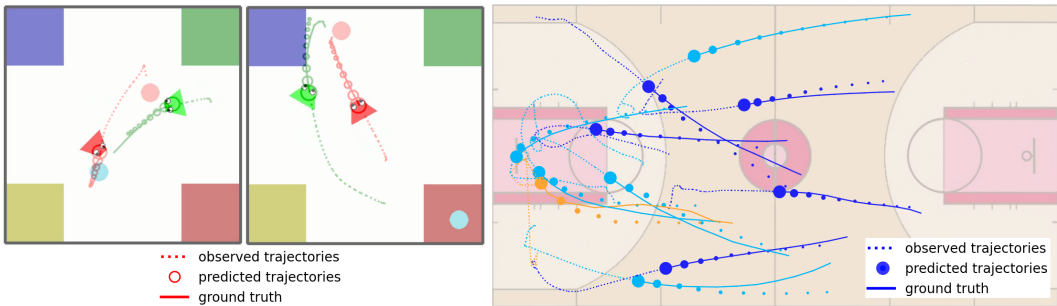 observed trajectories
predicted trajectories
ground truth
observed trajectories
predicted trajectories
ground truth